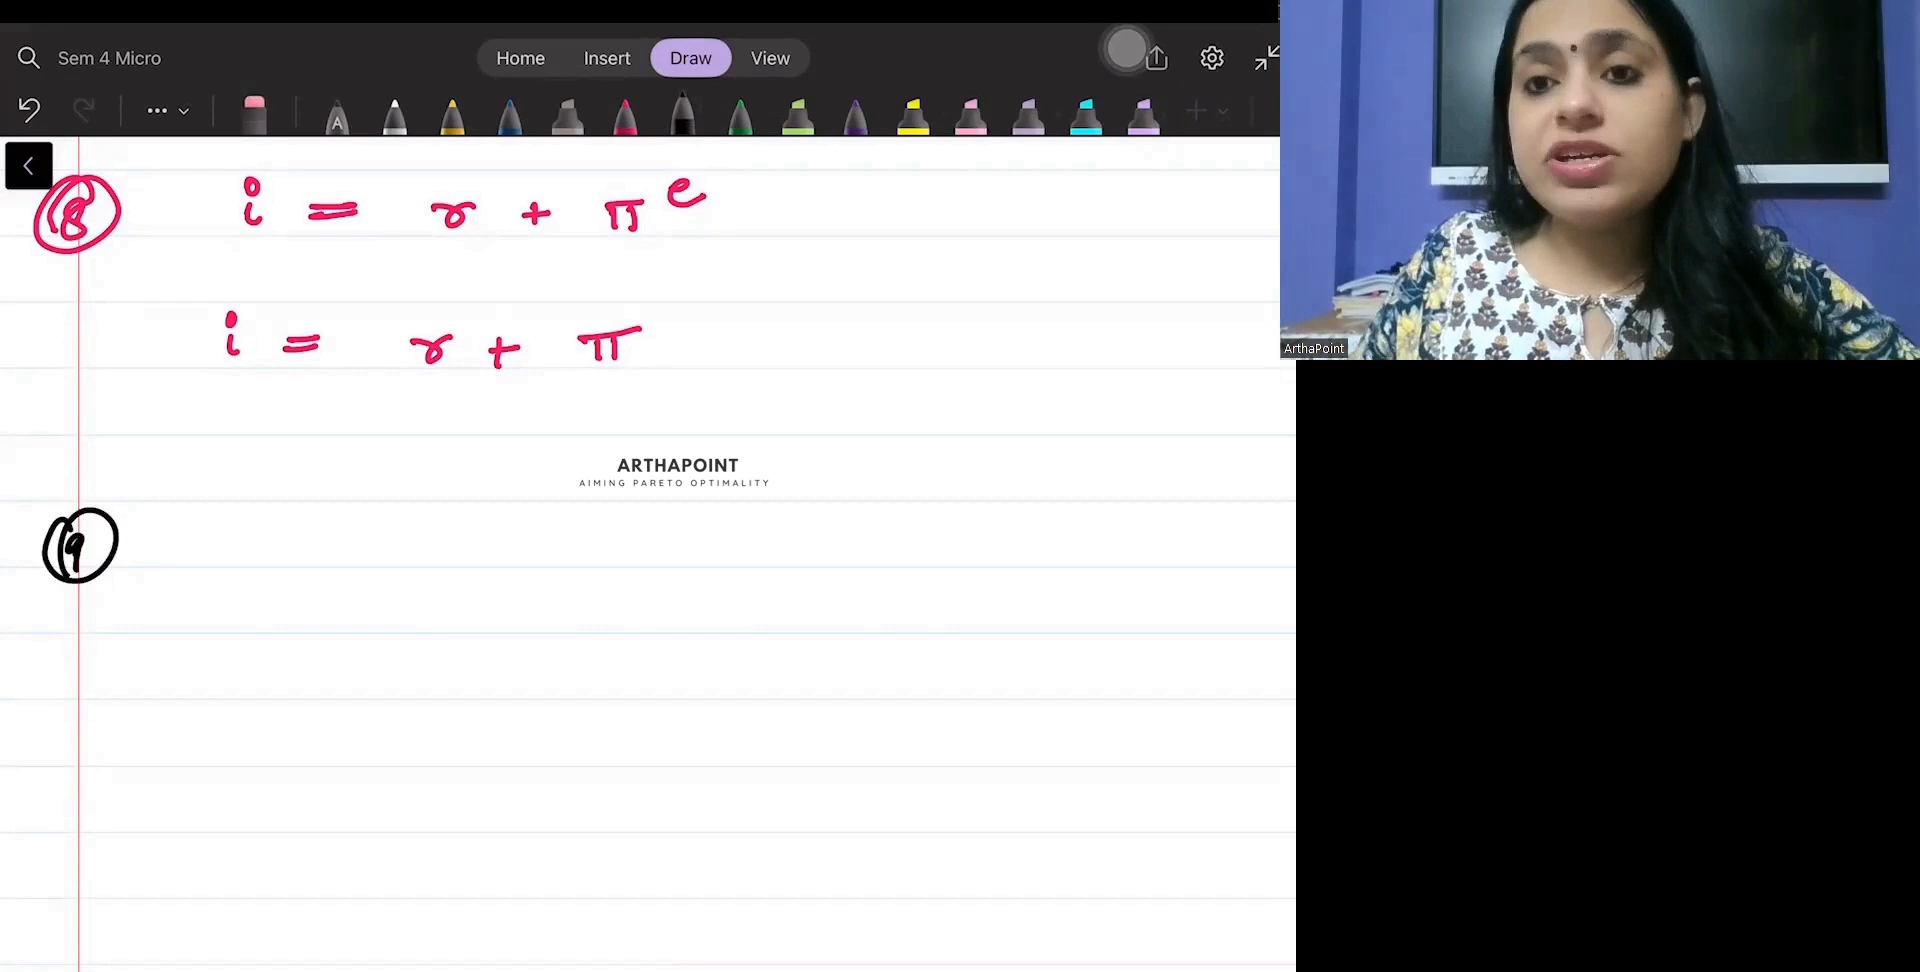 Sem 4 Micro
Home Insert Draw View
A
8 i = r + π^e
i = r + π
ARTHAPOINT
AIMING PARETO OPTIMALITY
9
ArthaPoint